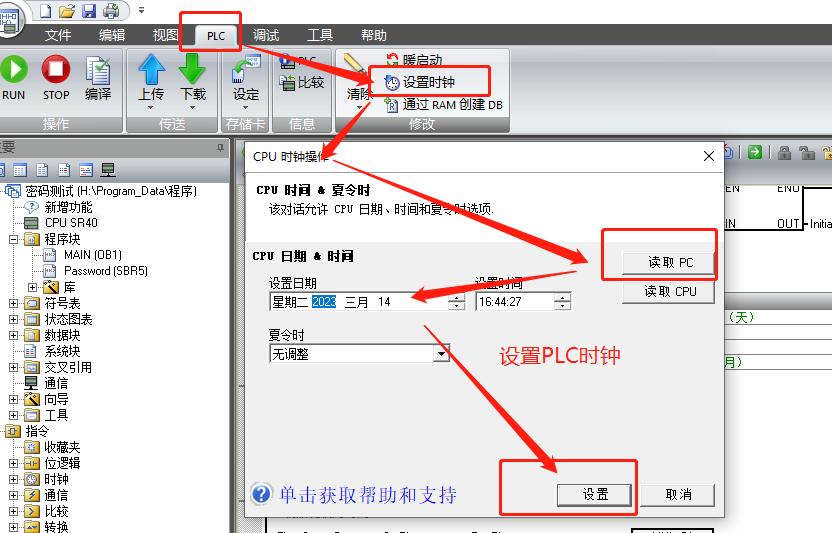 文件 编辑 视图 PLC 调试 工具 帮助
RUN STOP 编译 上传 下载 设定 PLC 比较 清除 暖启动
设置时钟
通过 RAM 创建 DB
操作 传送 存储卡 信息 修改
要
密码测试 (H:\Program_Data\程序)
新增功能
CPU SR40
程序块
MAIN (OB1)
Password (SBR5)
库
符号表
状态图表
数据块
系统块
交叉引用
通信
向导
工具
指令
收藏夹
位逻辑
时钟
通信
比较
转换
CPU 时钟操作
CPU 时间 & 夏令时
该对话允许 CPU 日期、时间和夏令时选项.
CPU 日期 & 时间
读取 PC
设置日期 设置时间
星期二 2023 三月 14 16:44:27
读取 CPU
夏令时
无调整
设置PLC时钟
单击获取帮助和支持
设置 取消
EN ENO
IN OUT Initia
(天)
月)